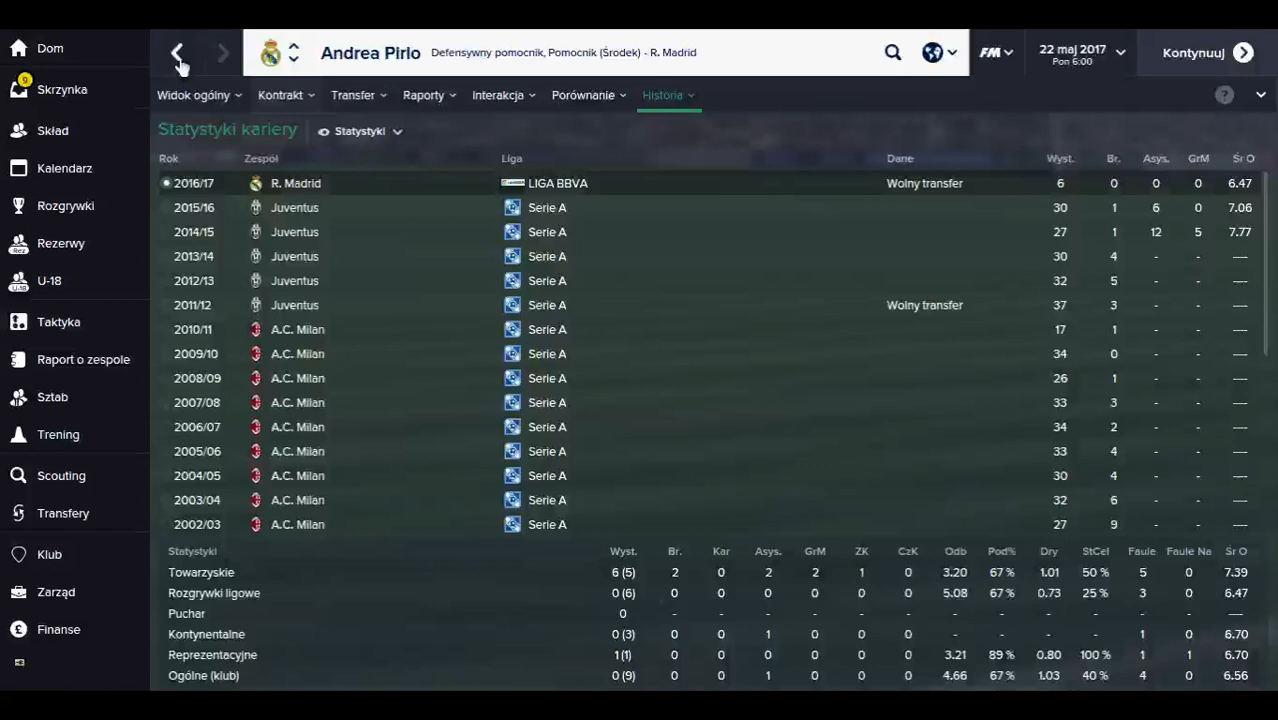 Dom
9
Skrzynka
Skład
Kalendarz
Rozgrywki
Rez
Rezerwy
U-18
U-18
Taktyka
Raport o zespole
Sztab
Trening
Scouting
Transfery
Klub
Zarząd
Finanse
Andrea Pirlo Defensywny pomocnik, Pomocnik (Środek) - R. Madrid
FM
22 maj 2017
Pon 6:00
Kontynuuj
Widok ogólny Kontrakt Transfer Raporty Interakcja Porównanie Historia ?
Statystyki kariery Statystyki
Rok Zespół Liga Dane Wyst. Br. Asys. GrM Śr O
2016/17 R. Madrid LIGA BBVA Wolny transfer 6 0 0 0 6.47
2015/16 Juventus Serie A 30 1 6 0 7.06
2014/15 Juventus Serie A 27 1 12 5 7.77
2013/14 Juventus Serie A 30 4 - - ---
2012/13 Juventus Serie A 32 5 - - ---
2011/12 Juventus Serie A Wolny transfer 37 3 - - ---
2010/11 A.C. Milan Serie A 17 1 - - ---
2009/10 A.C. Milan Serie A 34 0 - - ---
2008/09 A.C. Milan Serie A 26 1 - - ---
2007/08 A.C. Milan Serie A 33 3 - - ---
2006/07 A.C. Milan Serie A 34 2 - - ---
2005/06 A.C. Milan Serie A 33 4 - - ---
2004/05 A.C. Milan Serie A 30 4 - - ---
2003/04 A.C. Milan Serie A 32 6 - - ---
2002/03 A.C. Milan Serie A 27 9 - - ---
Statystyki Wyst. Br. Kar Asys. GrM ZK CzK Odb Pod% Dry StCel Faule Faule Na Śr O
Towarzyskie 6 (5) 2 0 2 2 1 0 3.20 67 % 1.01 50 % 5 0 7.39
Rozgrywki ligowe 0 (6) 0 0 0 0 0 0 5.08 67 % 0.73 25 % 3 0 6.47
Puchar 0 - - - - - - - - - - - - ---
Kontynentalne 0 (3) 0 0 1 0 0 0 - - - - 1 0 6.70
Reprezentacyjne 1 (1) 0 0 0 0 0 0 3.21 89 % 0.80 100 % 1 1 6.70
Ogólne (klub) 0 (9) 0 0 1 0 0 0 4.66 67 % 1.03 40 % 4 0 6.56